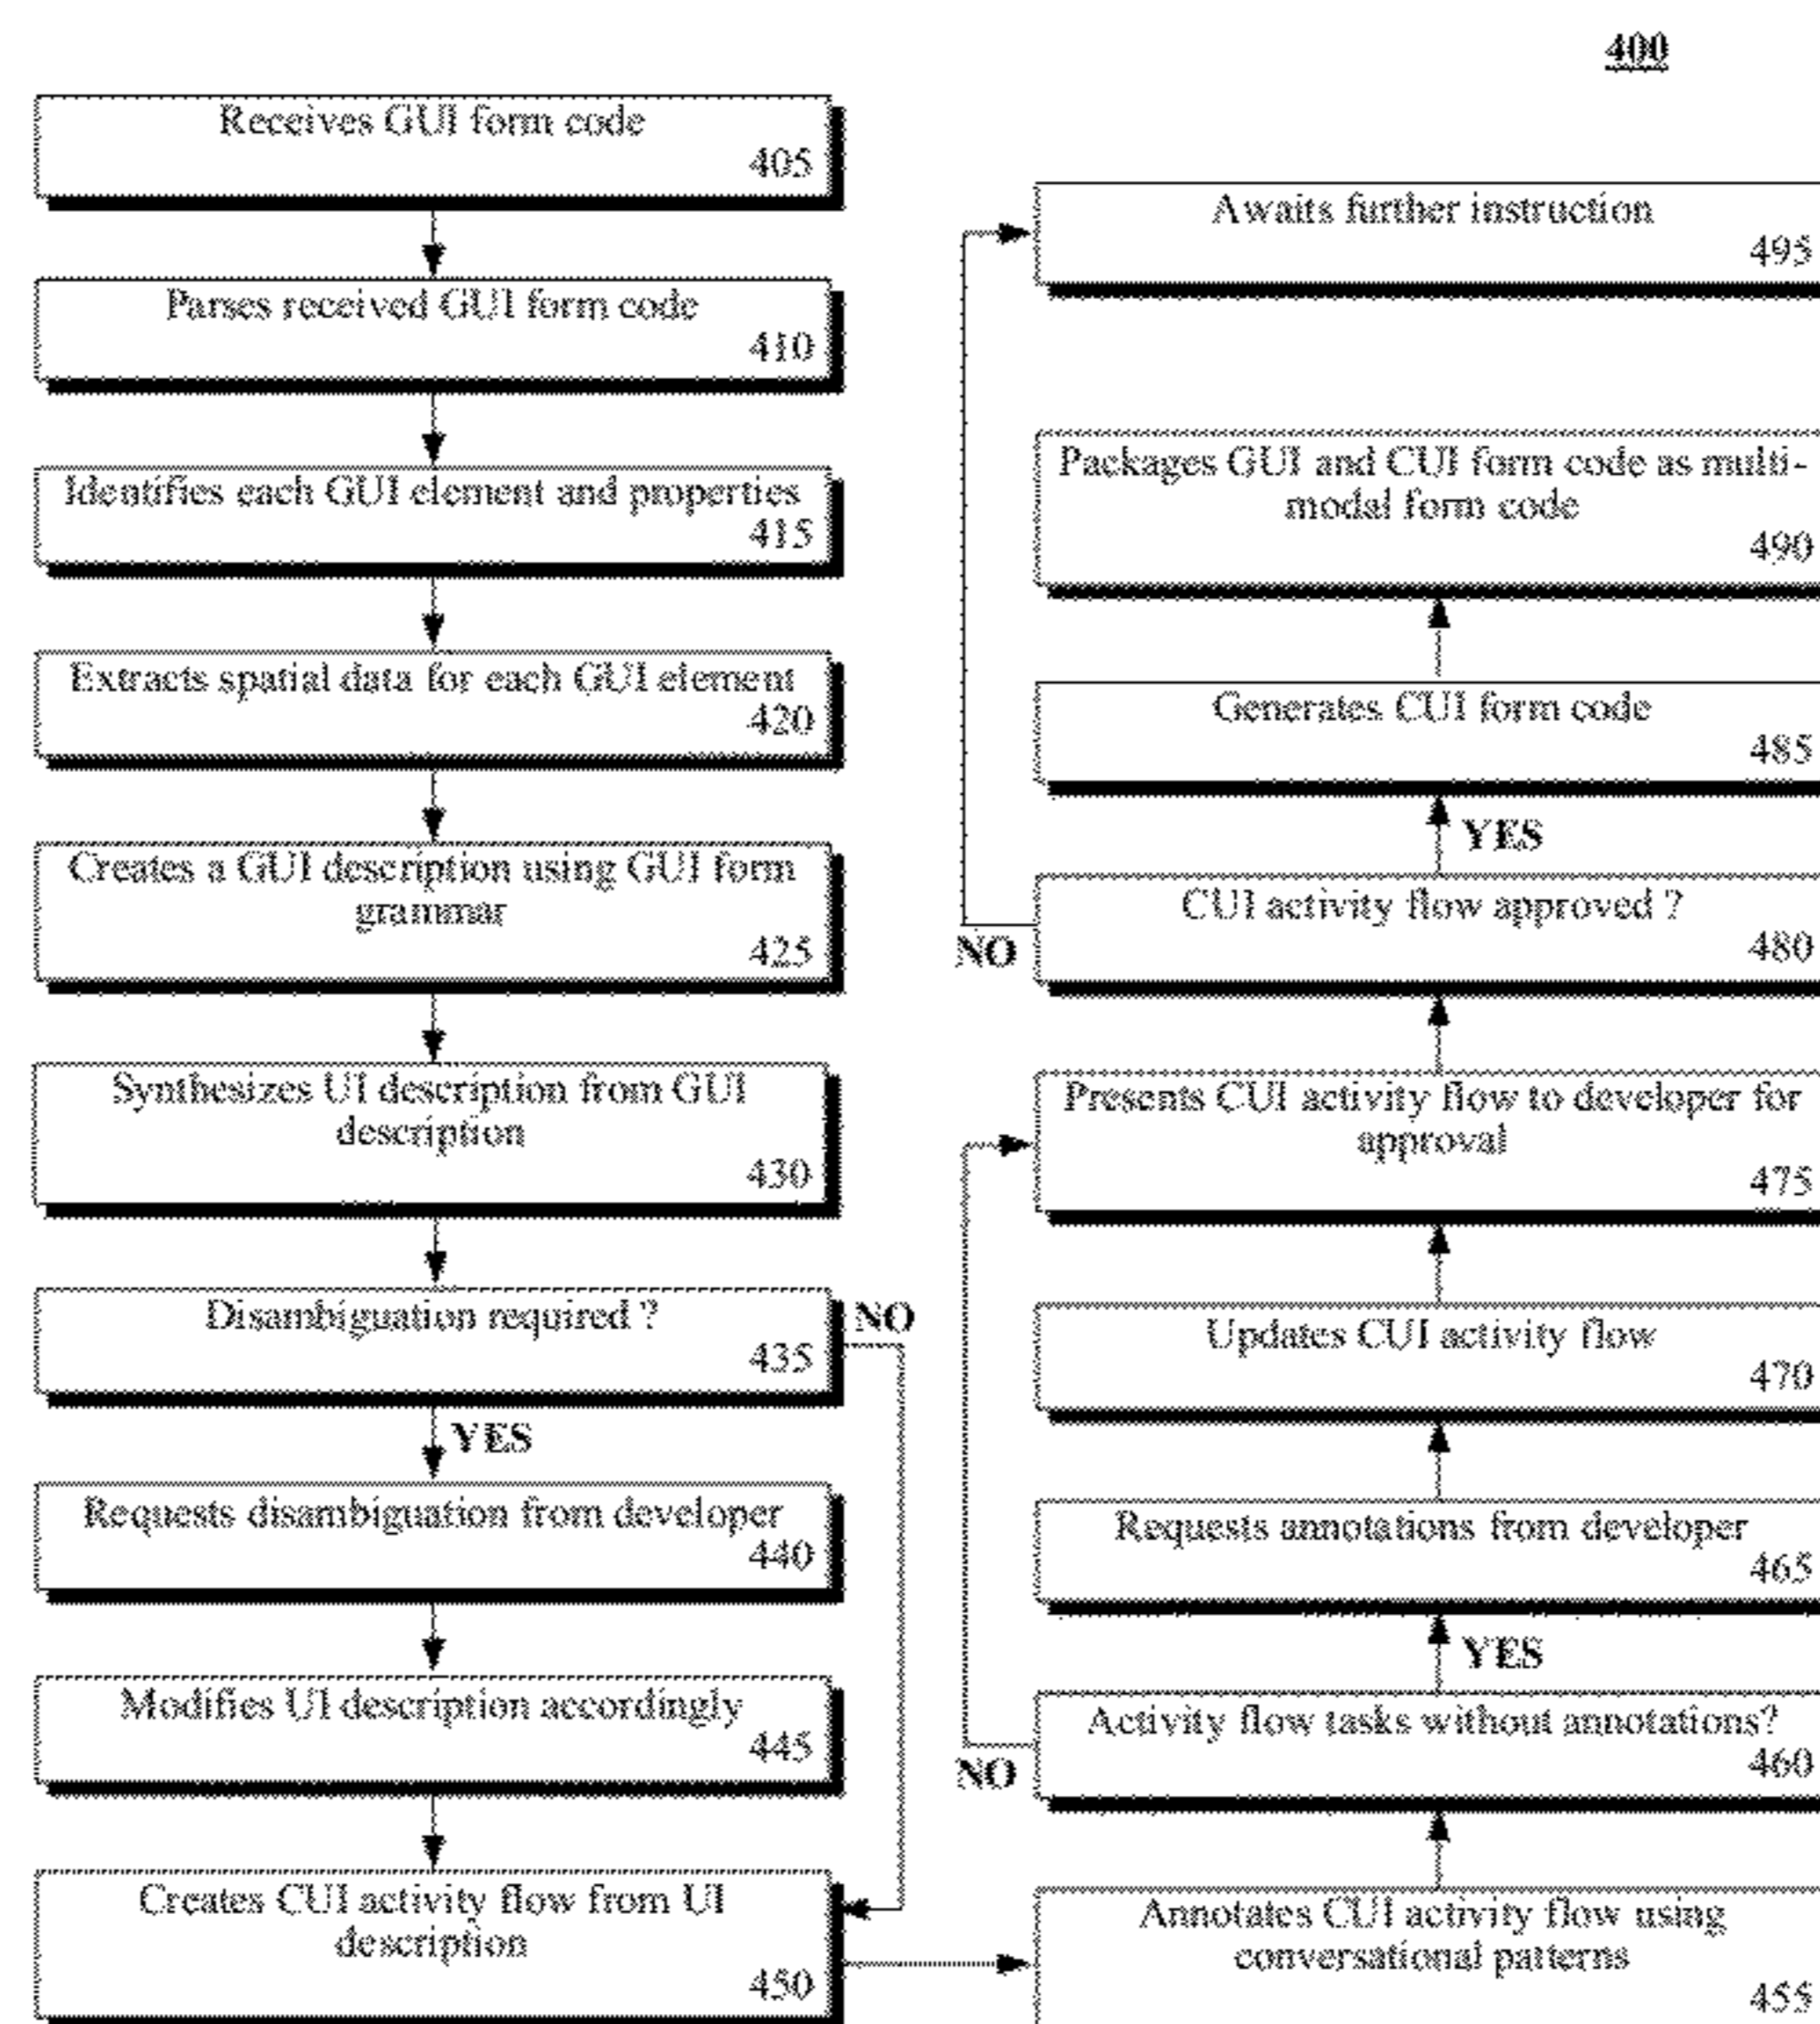 400
Receives GUI form code
405
Parses received GUI form code
410
Identifies each GUI element and properties
415
Extracts spatial data for each GUI element
420
Creates a GUI description using GUI form
grammar
425
Synthesizes UI description from GUI
description
430
Disambiguation required ?
435
NO
YES
Requests disambiguation from developer
440
Modifies UI description accordingly
445
Creates CUI activity flow from UI
description
450
Awaits further instruction
495
Packages GUI and CUI form code as multi-
modal form code
490
Generates CUI form code
485
YES
CUI activity flow approved ?
480
NO
Presents CUI activity flow to developer for
approval
475
Updates CUI activity flow
470
Requests annotations from developer
465
YES
Activity flow tasks without annotations?
460
NO
Annotates CUI activity flow using
conversational patterns
455